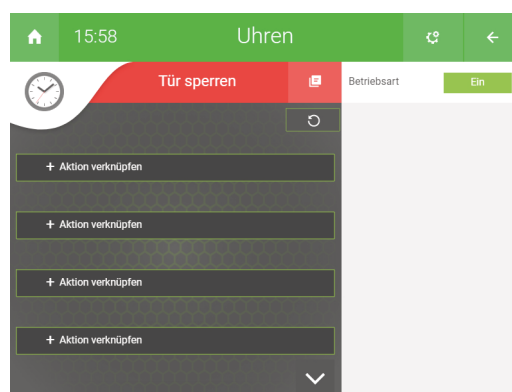 15:58 Uhren
Tür sperren
Betriebsart Ein
+ Aktion verknüpfen
+ Aktion verknüpfen
+ Aktion verknüpfen
+ Aktion verknüpfen